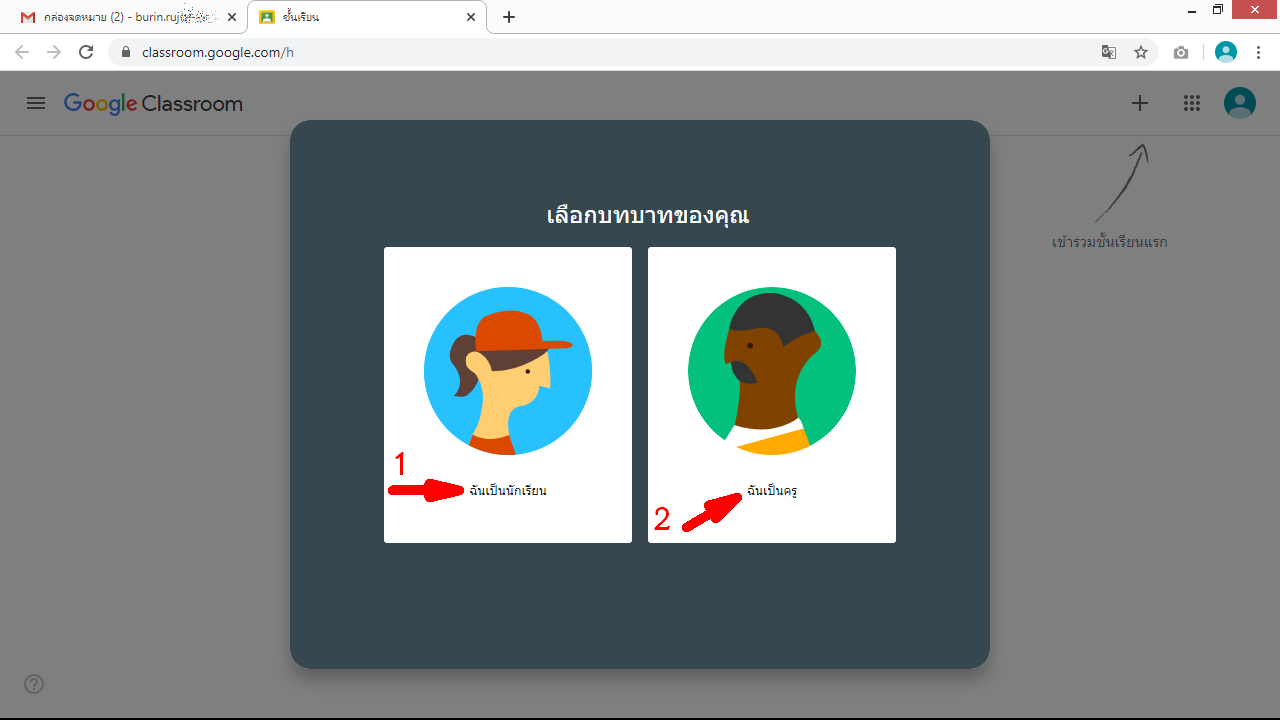 กล่องจดหมาย (2) - burin.ruj
ชั้นเรียน
classroom.google.com/h
Google Classroom
เลือกบทบาทของคุณ
เข้าร่วมชั้นเรียนแรก
1
ฉันเป็นนักเรียน
2
ฉันเป็นครู